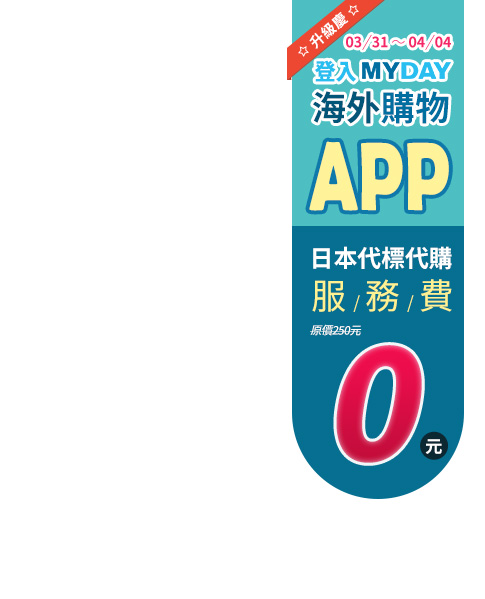 ☆ 升級慶 ☆
03/31～04/04
登入 MYDAY
海外購物
APP
日本代標代購
服/務/費
原價250元
0元